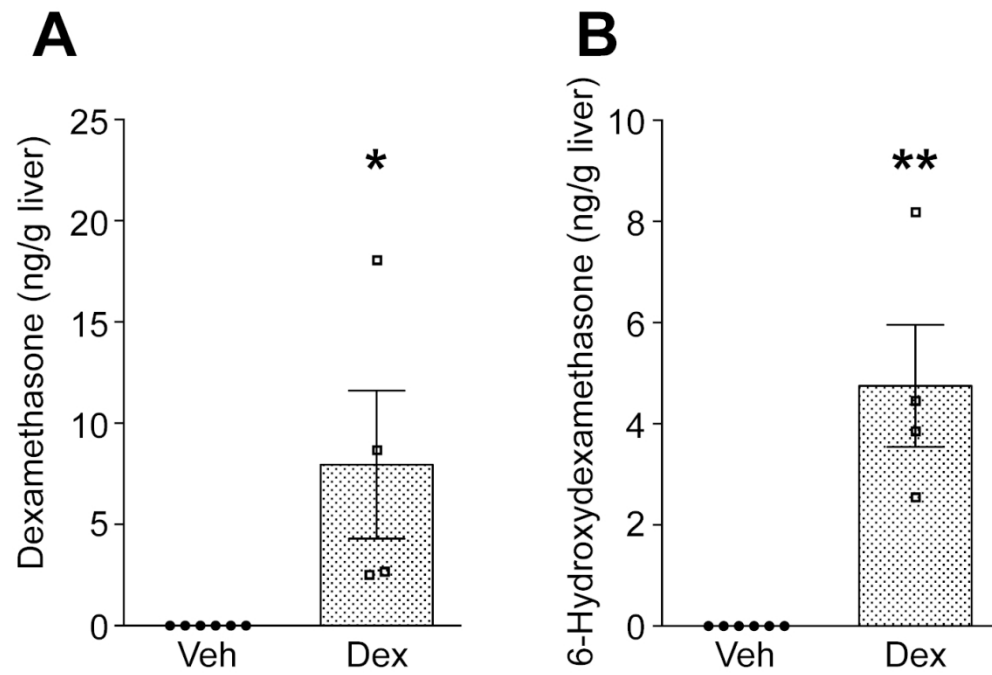 A
Dexamethasone (ng/g liver)
25
20
15
10
5
0
*
Veh
Dex
B
6-Hydroxydexamethasone (ng/g liver)
10
8
6
4
2
0
**
Veh
Dex